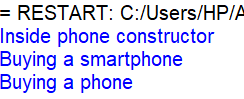 = RESTART: C:/Users/HP/A
Inside phone constructor
Buying a smartphone
Buying a phone